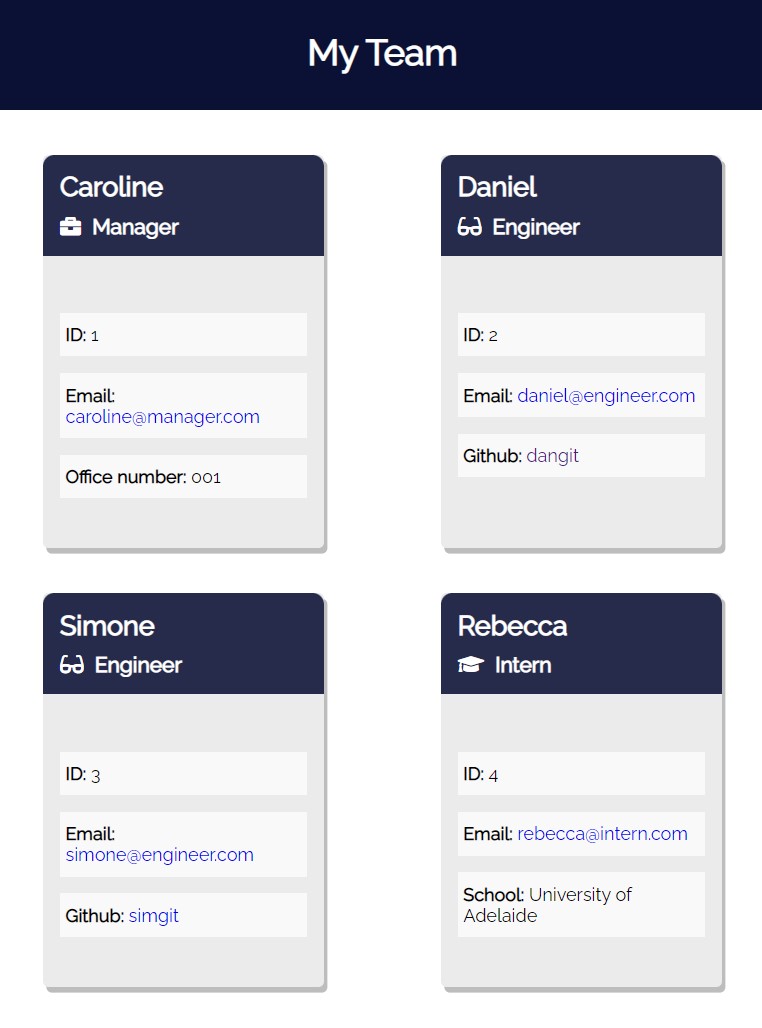 My Team
Caroline
Manager
ID: 1
Email:
caroline@manager.com
Office number: 001
Daniel
Engineer
ID: 2
Email: daniel@engineer.com
Github: dangit
Simone
Engineer
ID: 3
Email:
simone@engineer.com
Github: simgit
Rebecca
Intern
ID: 4
Email: rebecca@intern.com
School: University of
Adelaide